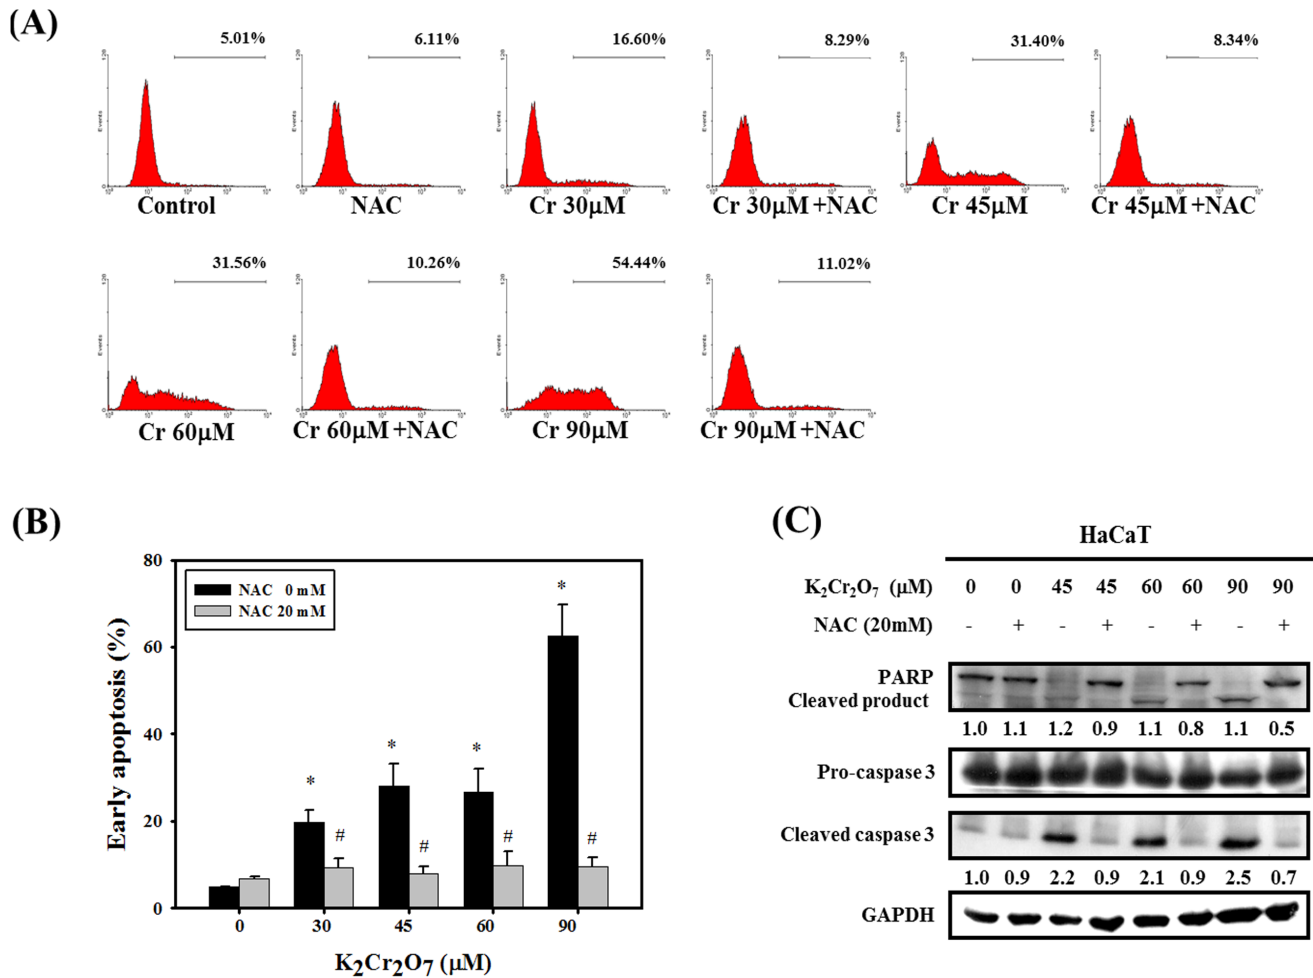 (A)
5.01% 6.11% 16.60% 8.29% 31.40% 8.34%
Control NAC Cr 30μM Cr 30μM +NAC Cr 45μM Cr 45μM +NAC
31.56% 10.26% 54.44% 11.02%
Cr 60μM Cr 60μM +NAC Cr 90μM Cr 90μM +NAC
(B)
80
60
40
20
0
Early apoptosis (%)
NAC 0 mM
NAC 20 mM
* * * *
# # # #
0 30 45 60 90
K₂Cr₂O₇ (μM)
(C)
HaCaT
K₂Cr₂O₇ (μM) 0 0 45 45 60 60 90 90
NAC (20mM) - + - + - + - +
PARP
Cleaved product
1.0 1.1 1.2 0.9 1.1 0.8 1.1 0.5
Pro-caspase 3
Cleaved caspase 3
1.0 0.9 2.2 0.9 2.1 0.9 2.5 0.7
GAPDH